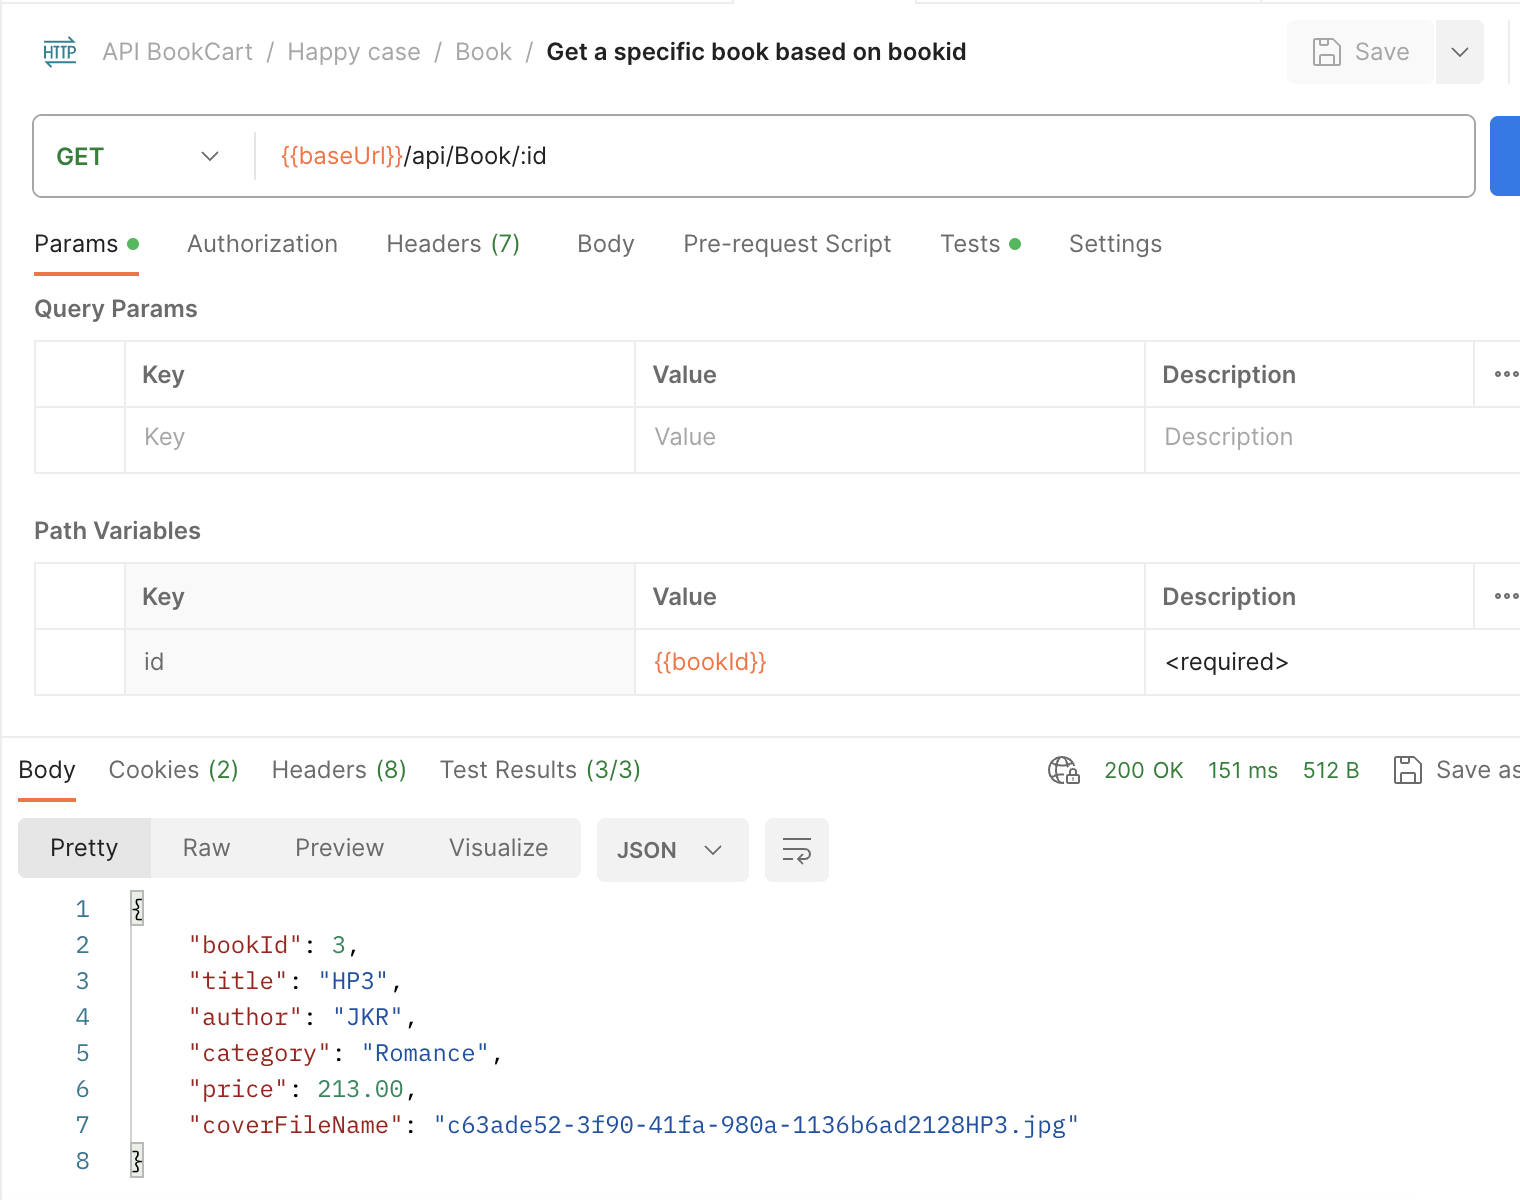 HTTP API BookCart / Happy case / Book / Get a specific book based on bookid Save
GET {{baseUrl}}/api/Book/:id
Params Authorization Headers (7) Body Pre-request Script Tests Settings
Query Params
Key Value Description
Key Value Description
Path Variables
Key Value Description
id {{bookId}} <required>
Body Cookies (2) Headers (8) Test Results (3/3) 200 OK 151 ms 512 B Save as
Pretty Raw Preview Visualize JSON
1 {
2 "bookId": 3,
3 "title": "HP3",
4 "author": "JKR",
5 "category": "Romance",
6 "price": 213.00,
7 "coverFileName": "c63ade52-3f90-41fa-980a-1136b6ad2128HP3.jpg"
8 }